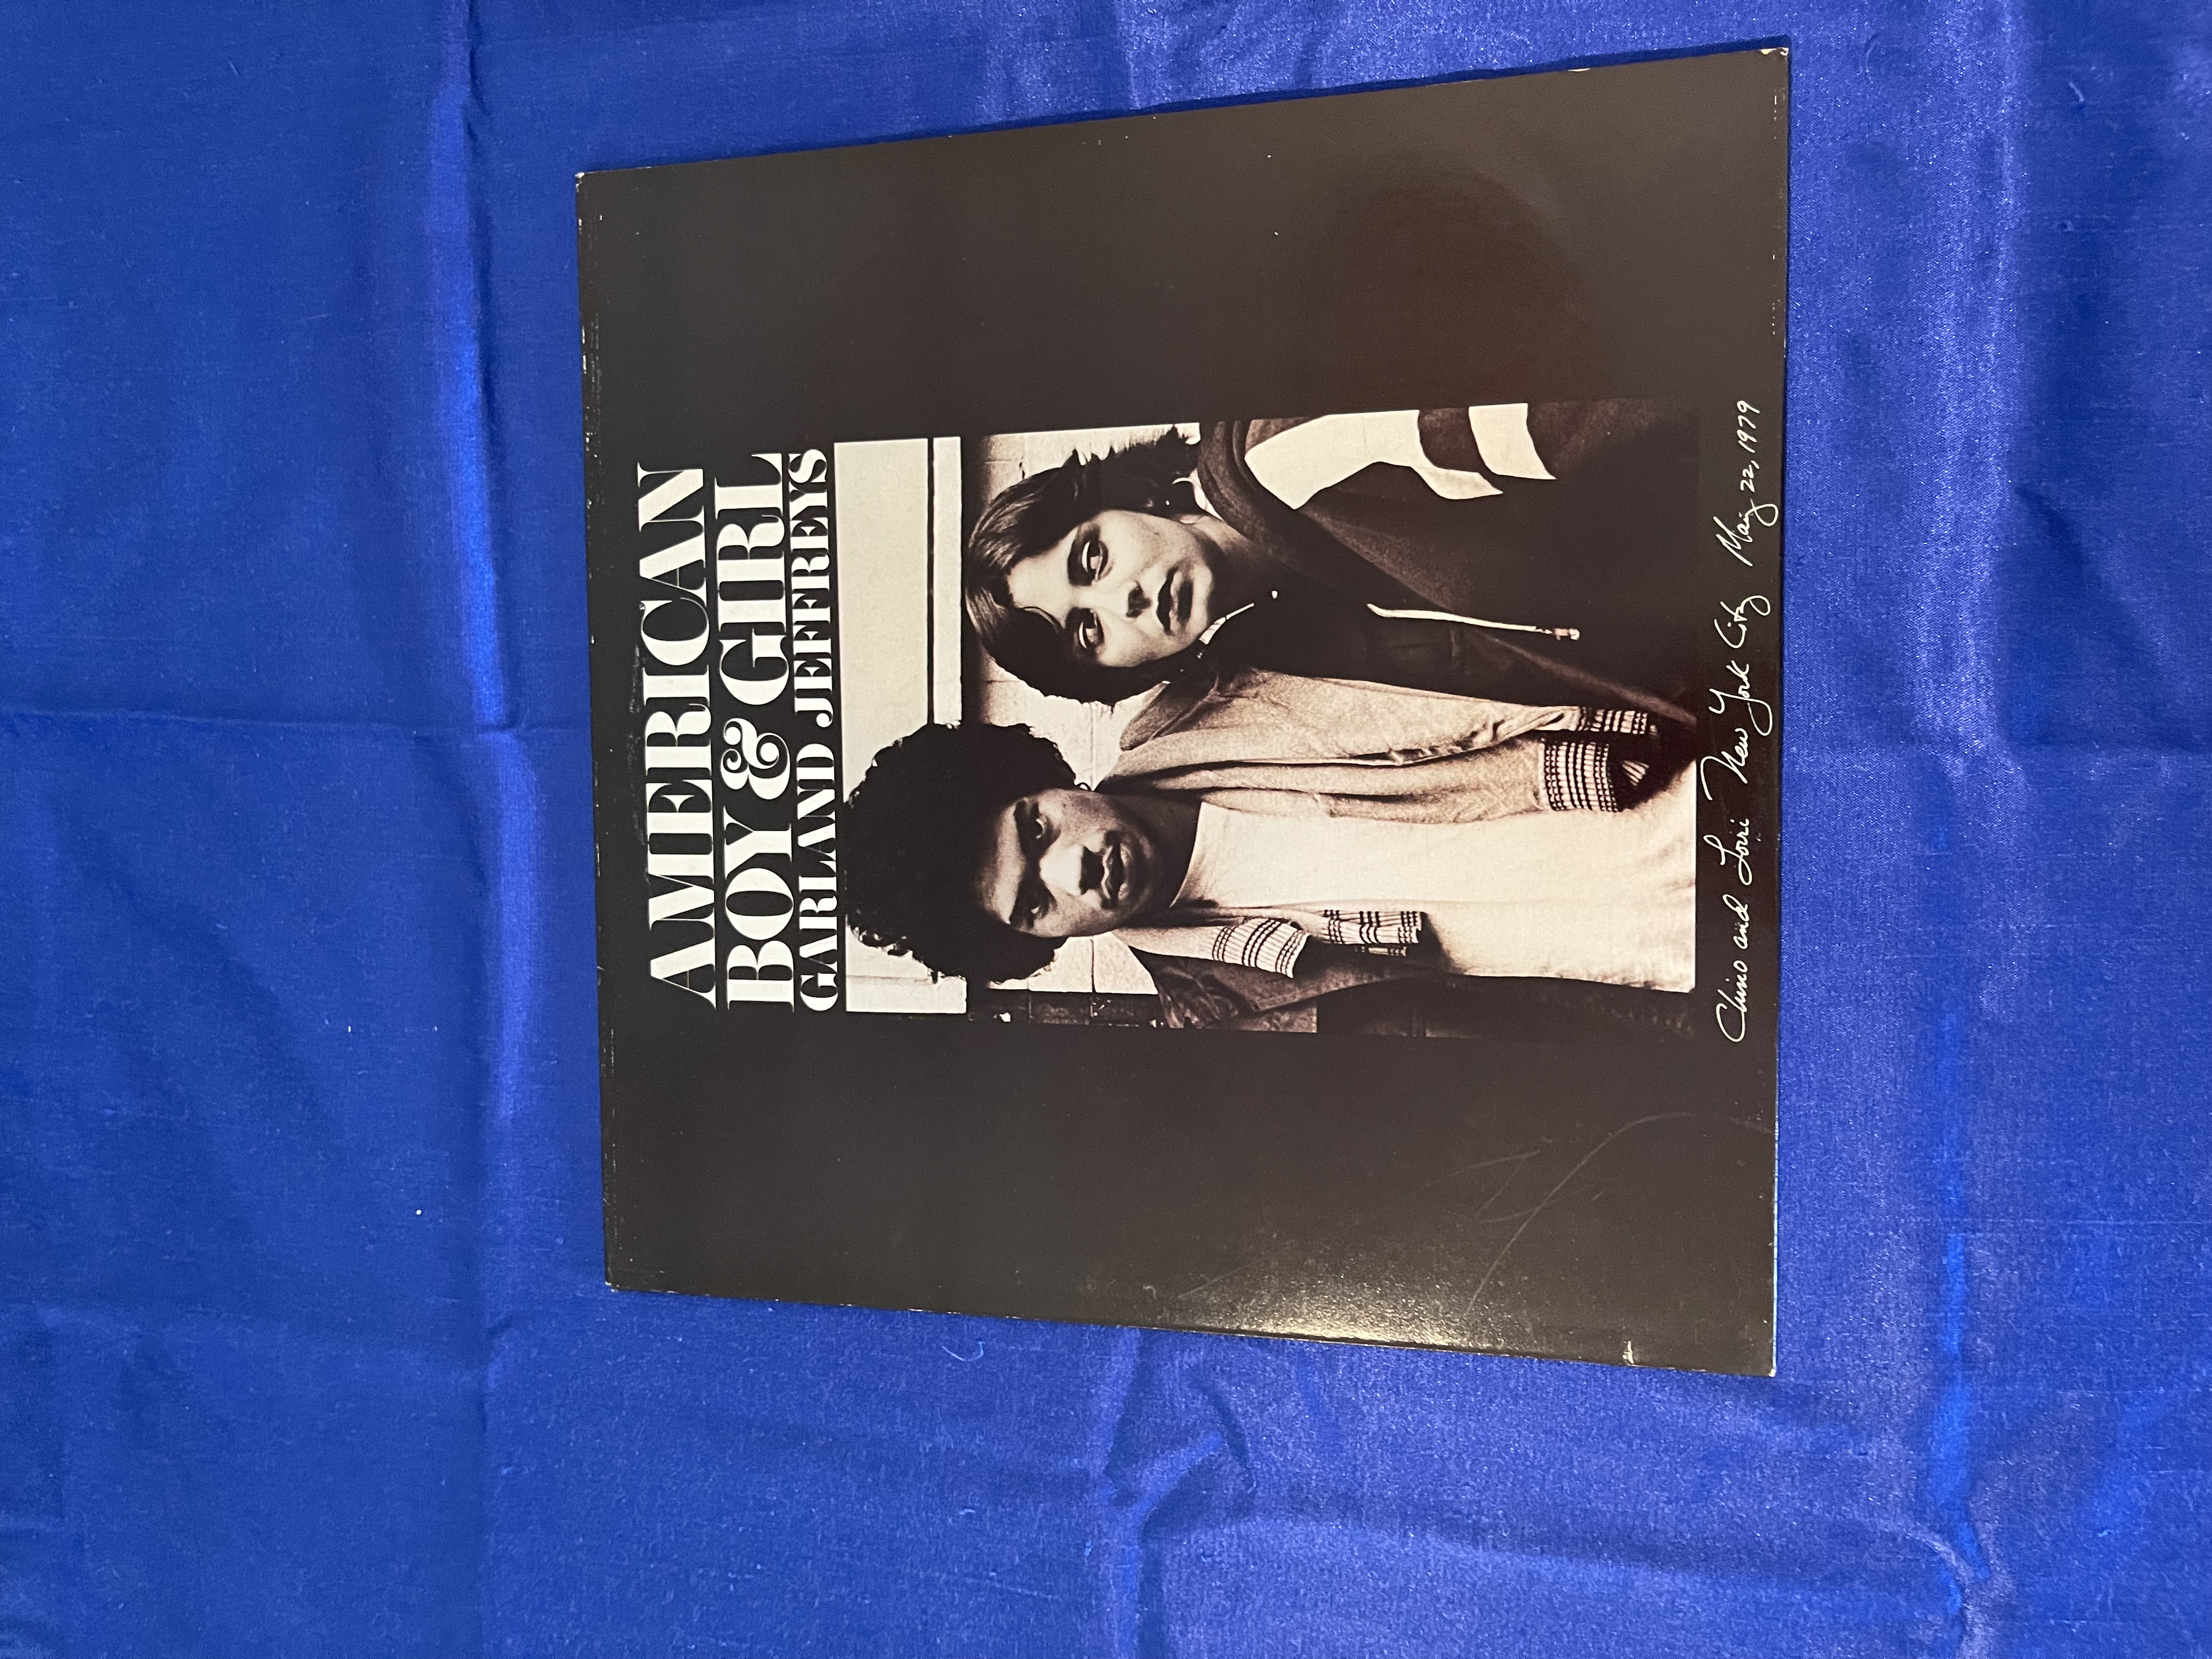 AMERICAN
BOY & GIRL
GARLAND JEFFREYS
Chino and Lorri New York City May 22, 1979